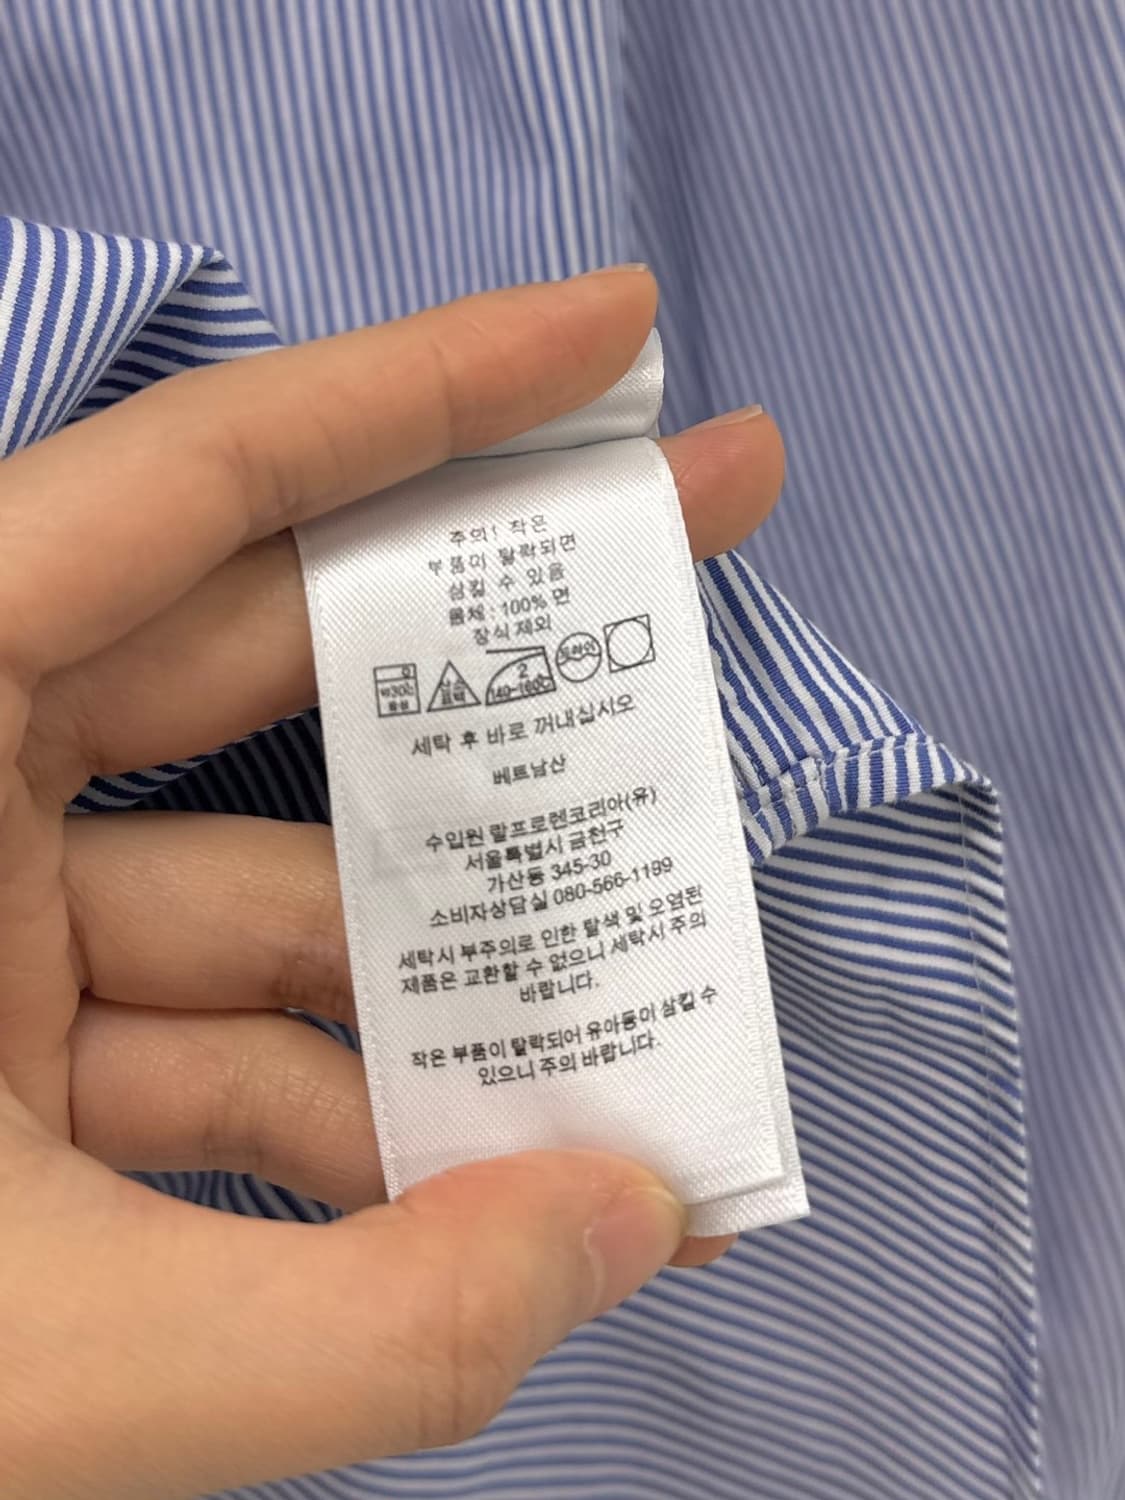 주의! 작은
부품이 탈락되면
삼킬 수 있음
몸체 : 100% 면
장식 제외
2
140~160℃
세탁 후 바로 꺼내십시오
베트남산
수입원 랄프로렌코리아(유)
서울특별시 금천구
가산동 345-30
소비자상담실 080-566-1199
세탁시 부주의로 인한 탈색 및 오염된
제품은 교환할 수 없으니 세탁시 주의
바랍니다.
작은 부품이 탈락되어 유아동이 삼킬 수
있으니 주의 바랍니다.